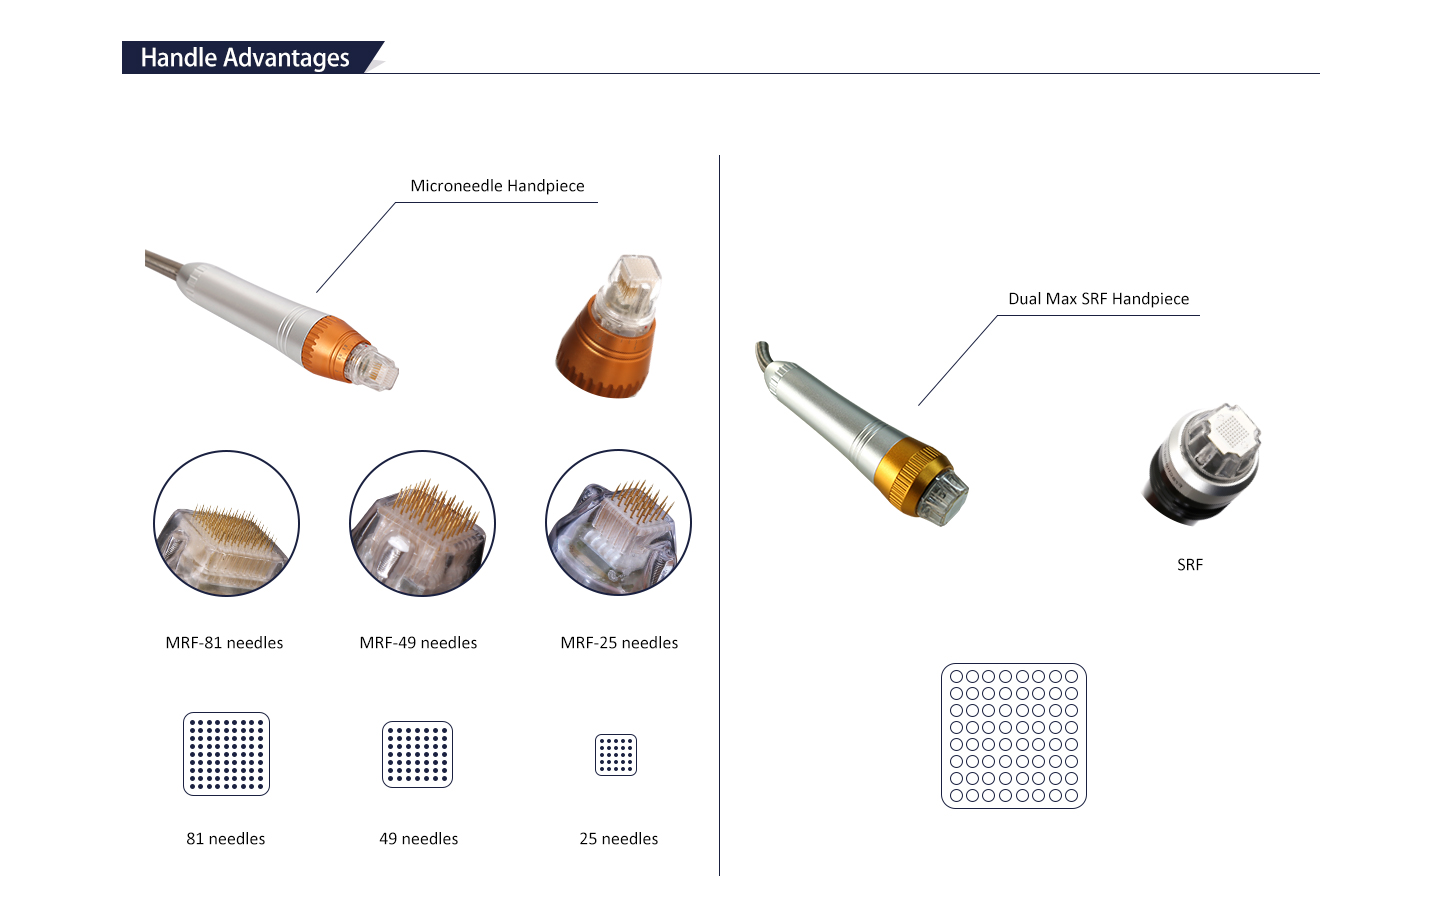 Handle Advantages
Microneedle Handpiece
Dual Max SRF Handpiece
SRF
MRF-81 needles
MRF-49 needles
MRF-25 needles
81 needles
49 needles
25 needles